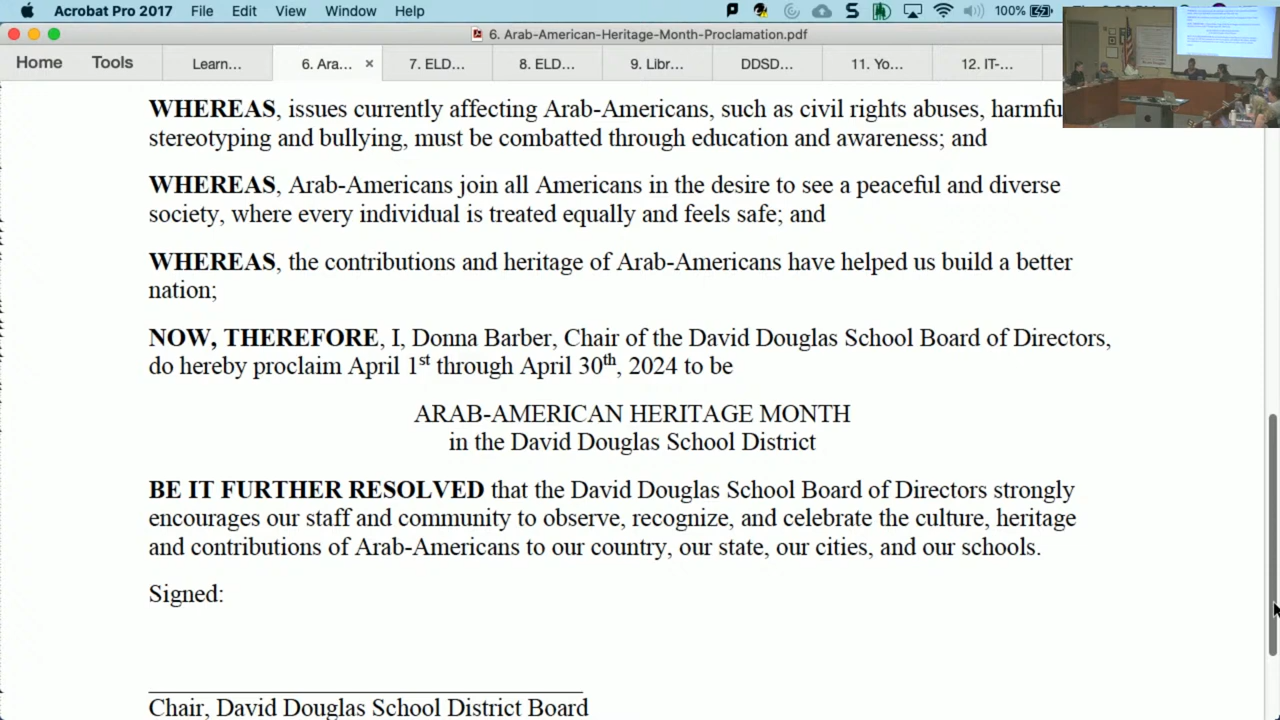 Acrobat Pro 2017 File Edit View Window Help 100%
6. Arab-American-Heritage-Month-Proclamation.pdf
Home Tools Learn... 6. Ara... × 7. ELD... 8. ELD... 9. Libr... DDSD... 11. Yo... 12. IT-...
WHEREAS, issues currently affecting Arab-Americans, such as civil rights abuses, harmfu
stereotyping and bullying, must be combatted through education and awareness; and
WHEREAS, Arab-Americans join all Americans in the desire to see a peaceful and diverse
society, where every individual is treated equally and feels safe; and
WHEREAS, the contributions and heritage of Arab-Americans have helped us build a better
nation;
NOW, THEREFORE, I, Donna Barber, Chair of the David Douglas School Board of Directors,
do hereby proclaim April 1st through April 30th, 2024 to be
ARAB-AMERICAN HERITAGE MONTH
in the David Douglas School District
BE IT FURTHER RESOLVED that the David Douglas School Board of Directors strongly
encourages our staff and community to observe, recognize, and celebrate the culture, heritage
and contributions of Arab-Americans to our country, our state, our cities, and our schools.
Signed:
Chair, David Douglas School District Board